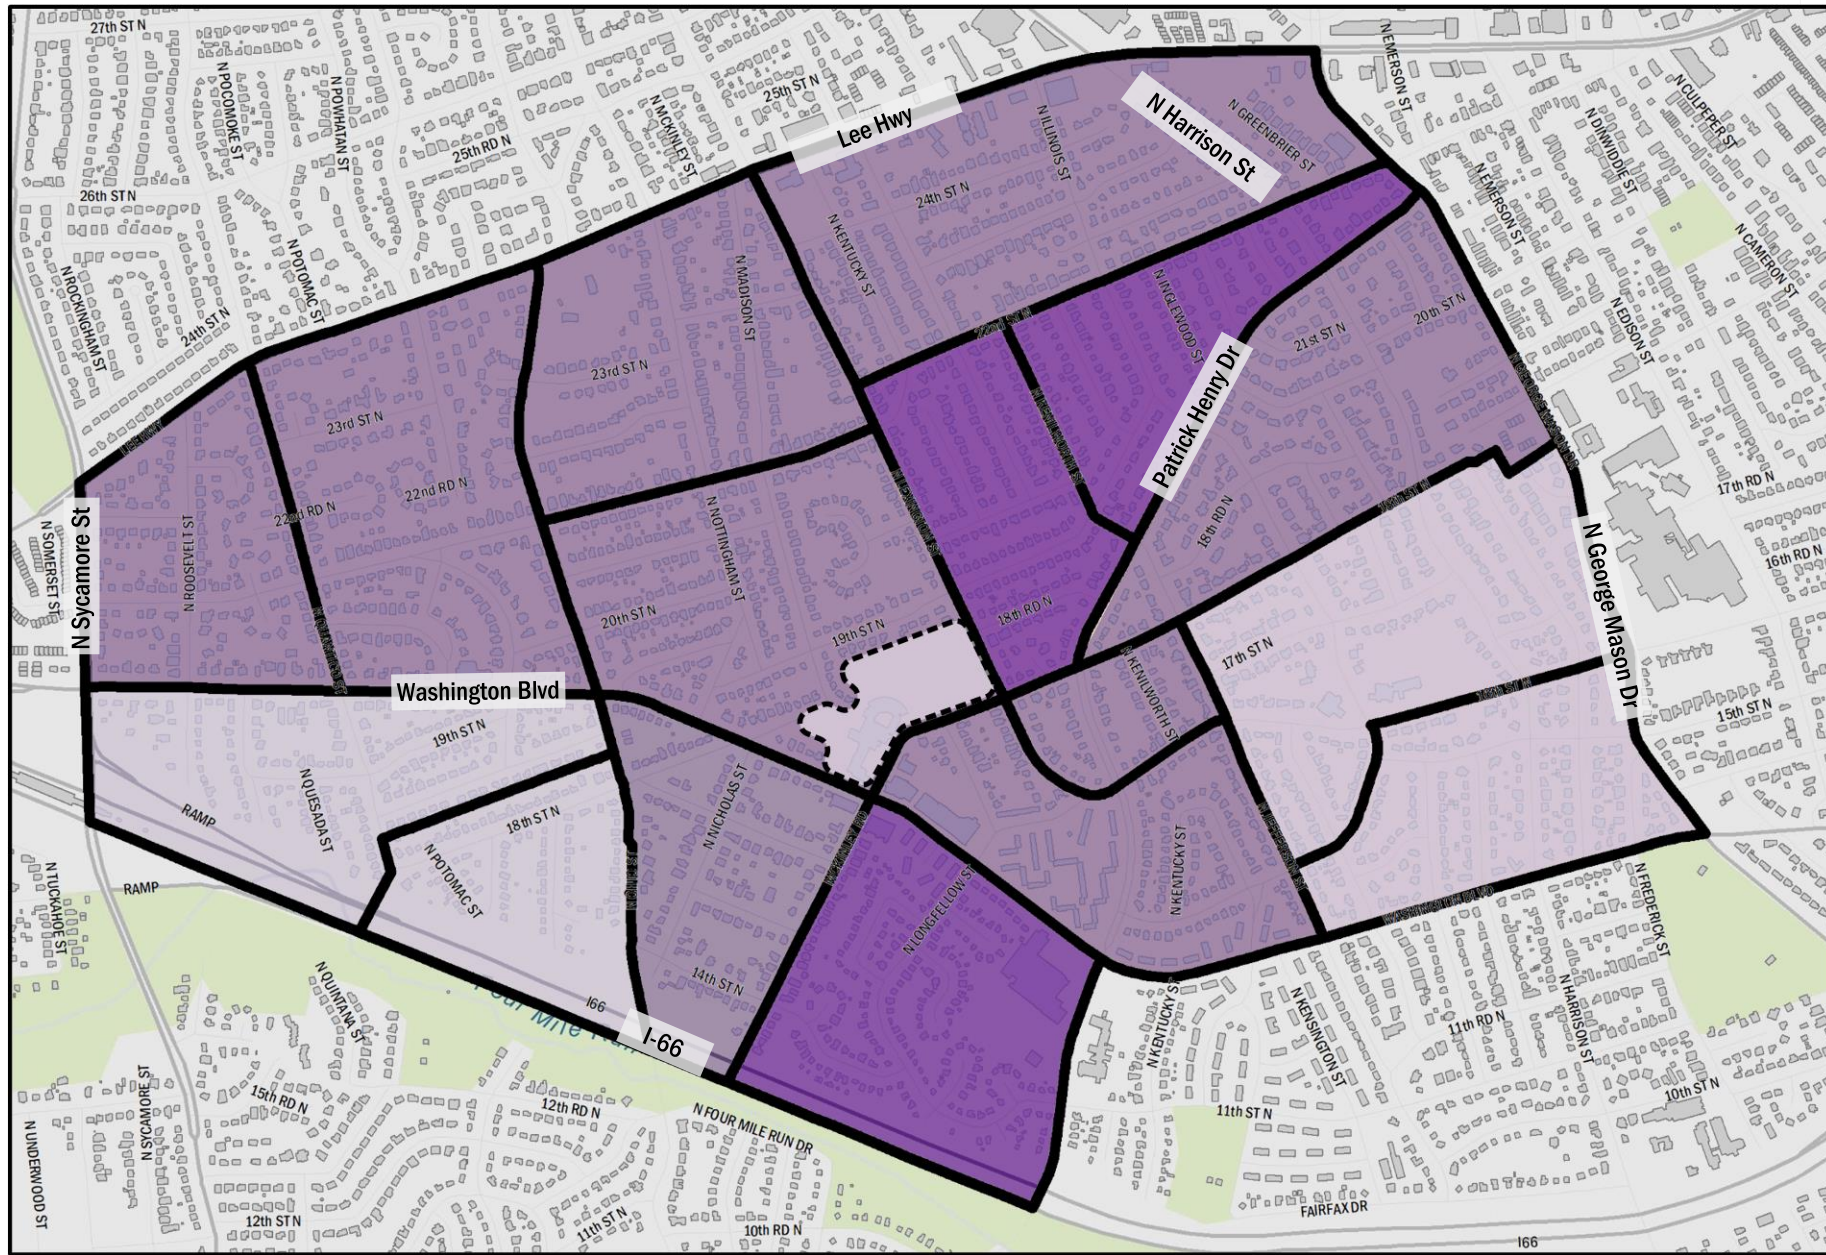 27th ST N
N POCOMOKE ST
N POWHATAN ST
N MCKINLEY ST
25th ST N
25th RD N
Lee Hwy
N ILLINOIS ST
N Harrison St
N GREENBRIER ST
N EMERSON ST
N CULPEPER ST
N DINWIDDIE ST
26th ST N
24th ST N
N EMERSON ST
N CAMERON ST
N ROCKINGHAM ST
N POTOMAC ST
24th ST N
N KENTUCKY ST
N MADISON ST
N INGLEWOOD ST
N EDISON ST
22nd ST N
21st ST N
20th ST N
23rd ST N
23rd ST N
Patrick Henry Dr
LEE HWY
22nd RD N
22nd RD N
17th RD N
N Sycamore St
N SOMERSET ST
N ROOSEVELT ST
N NOTTINGHAM ST
18th RD N
16th RD N
N George Mason Dr
20th ST N
19th ST N
18th RD N
17th ST N
N KENILWORTH ST
Washington Blvd
15th ST N
19th ST N
N QUESADA ST
RAMP
18th ST N
N NICHOLAS ST
N POTOMAC ST
N LONGFELLOW ST
N KENTUCKY ST
RAMP
N TUCKAHOE ST
N FREDERICK ST
14th ST N
I66
Four Mile Run
I-66
N QUINTANA ST
N KENTUCKY ST
N KENSINGTON ST
N HARRISON ST
11th RD N
10th ST N
15th RD N
12th RD N
N FOUR MILE RUN DR
11th ST N
N SYCAMORE ST
N UNDERWOOD ST
12th ST N
11th ST N
10th RD N
FAIRFAX DR
I66